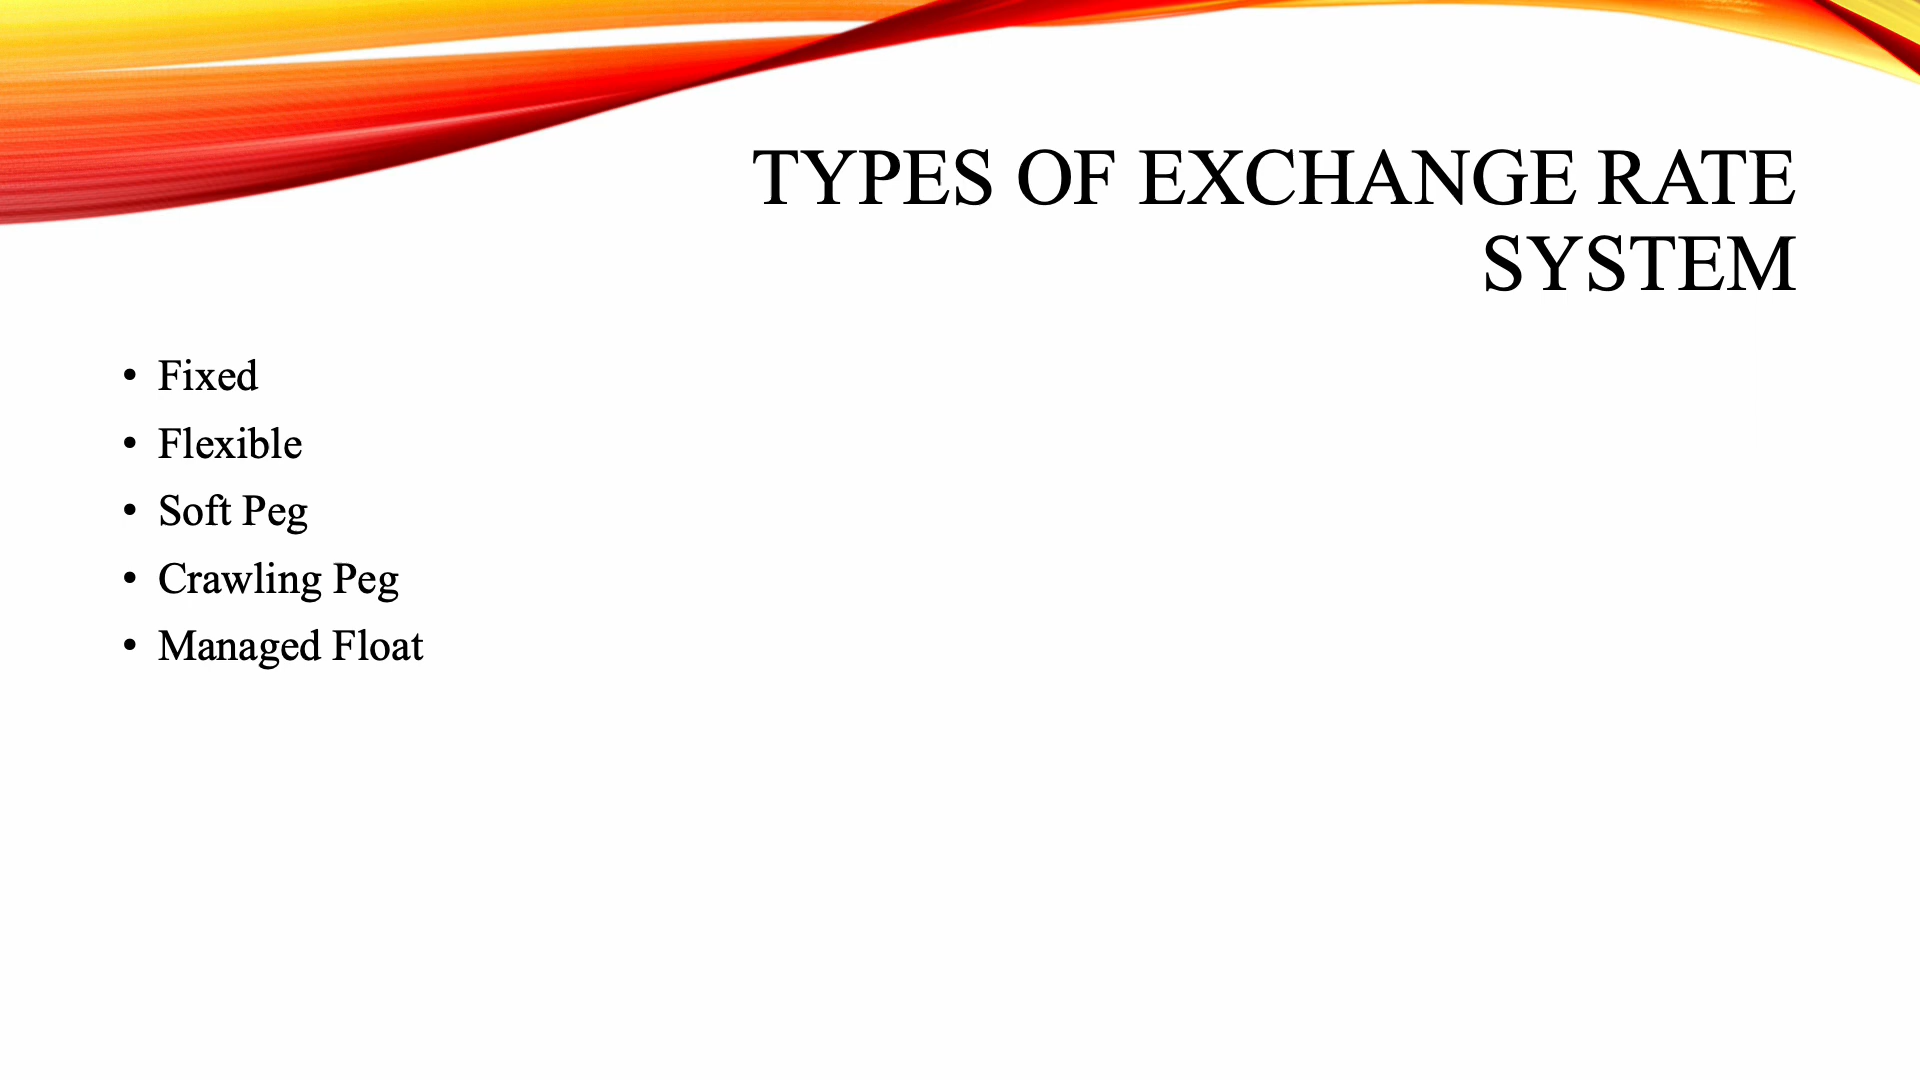 TYPES OF EXCHANGE RATE
SYSTEM
• Fixed
• Flexible
• Soft Peg
• Crawling Peg
• Managed Float